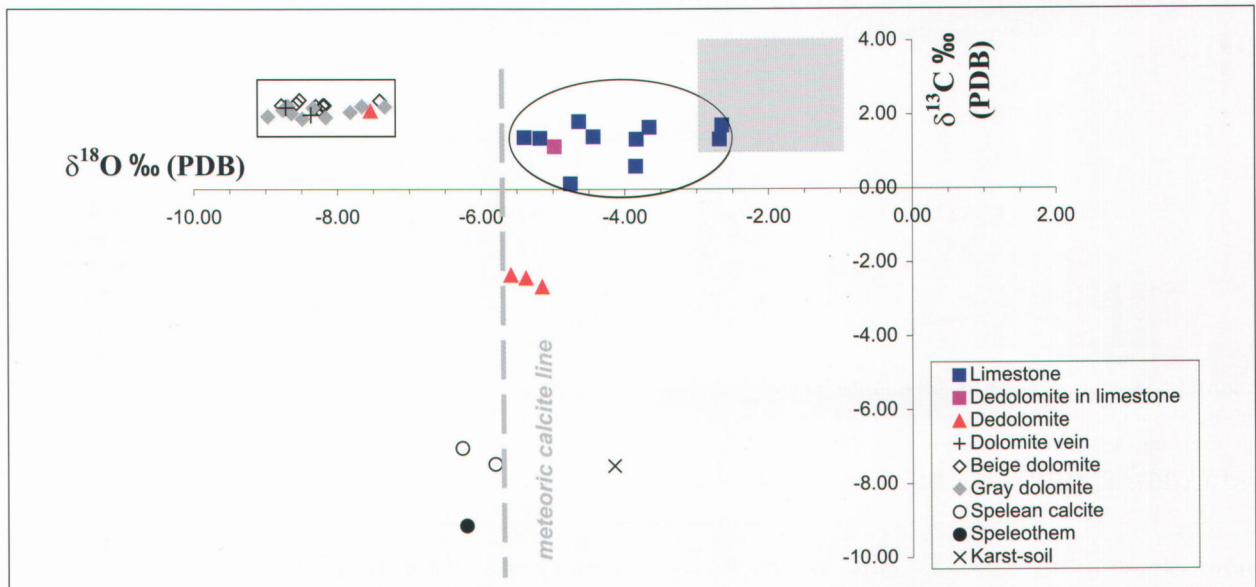 4.00
δ13C ‰
(PDB)
2.00
δ18O ‰ (PDB)
0.00
-10.00 -8.00 -6.00 -4.00 -2.00 0.00 2.00
-2.00
-4.00
-6.00
-8.00
-10.00
meteoric calcite line
Limestone
Dedolomite in limestone
Dedolomite
Dolomite vein
Beige dolomite
Gray dolomite
Spelean calcite
Speleothem
Karst-soil